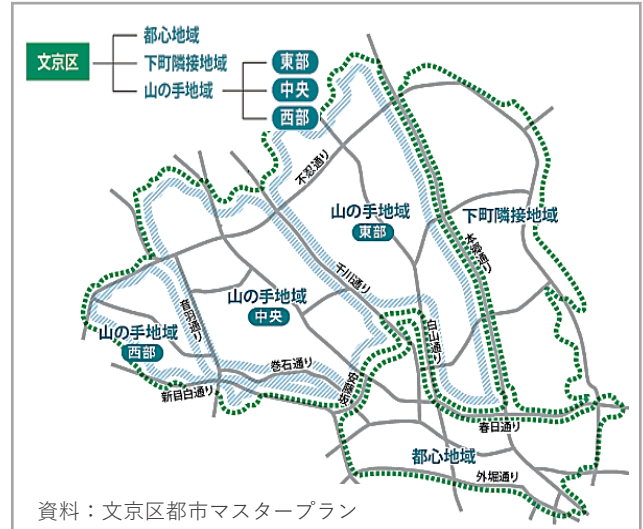 文京区
都心地域
下町隣接地域
山の手地域
東部
中央
西部
不忍通り
山の手地域
東部
下町隣接地域
本郷通り
千川通り
山の手地域
中央
音羽通り
白山通り
山の手地域
西部
巻石通り
安藤坂
新目白通り
春日通り
都心地域
外堀通り
資料：文京区都市マスタープラン